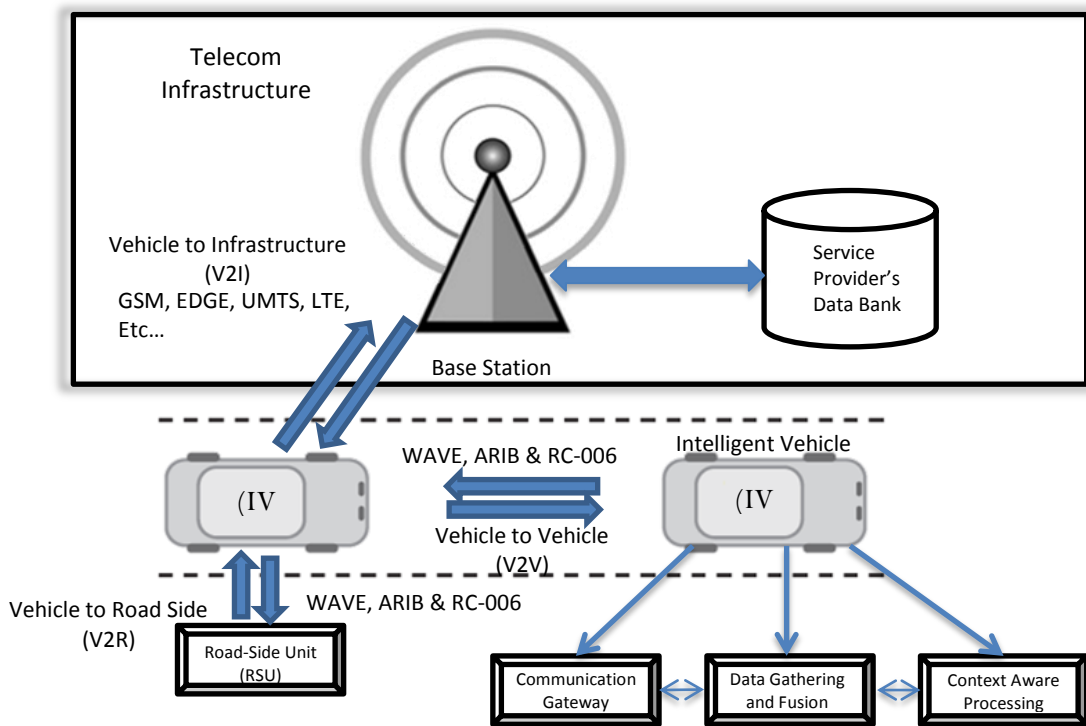 Telecom
Infrastructure
Vehicle to Infrastructure
(V2I)
GSM, EDGE, UMTS, LTE,
Etc...
Service
Provider's
Data Bank
Base Station
Intelligent Vehicle
WAVE, ARIB & RC-006
(IV
(IV
Vehicle to Vehicle
(V2V)
Vehicle to Road Side
(V2R)
WAVE, ARIB & RC-006
Road-Side Unit
(RSU)
Communication
Gateway
Data Gathering
and Fusion
Context Aware
Processing